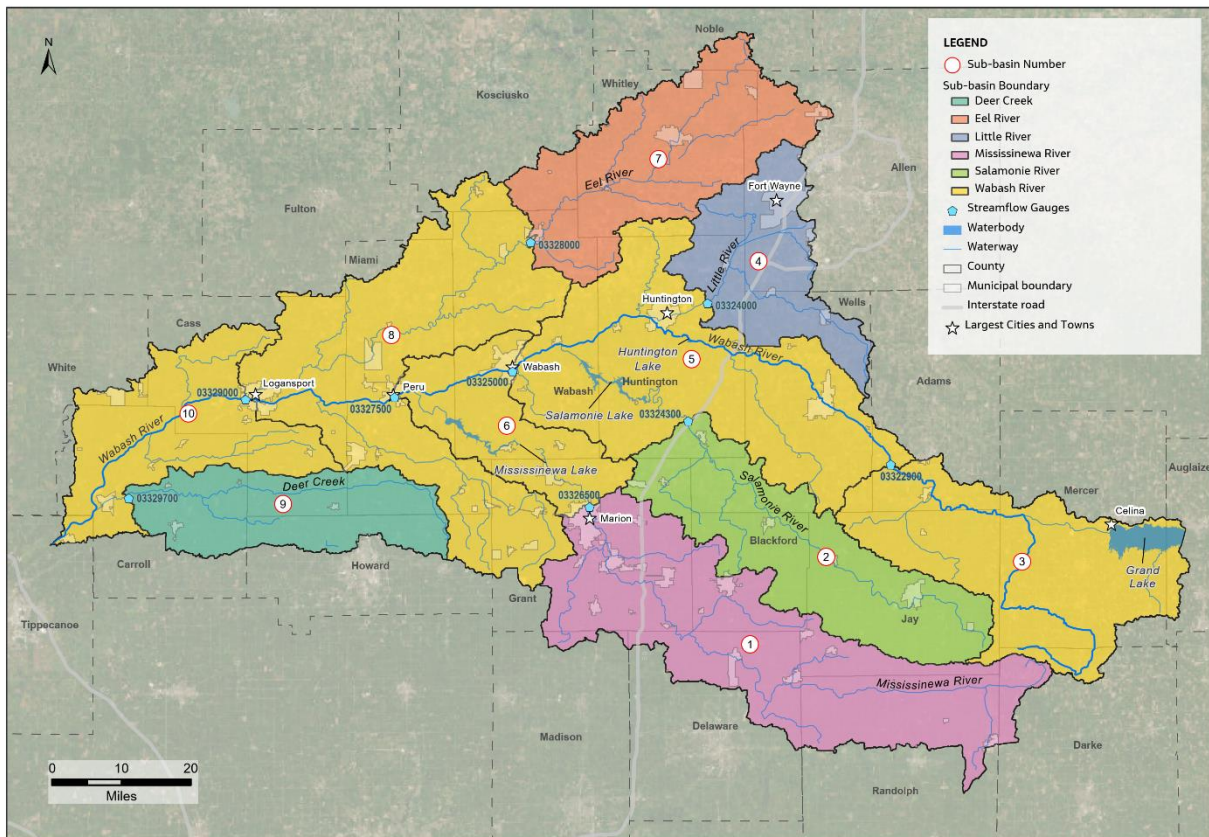 N
Noble
Whitley
Kosciusko
7
Eel River
Allen
Fort Wayne
Fulton
03328000
Miami
Little River
4
03324000
Huntington
Wells
Cass
8
Huntington
Lake
Wabash River
5
White
Wabash
Adams
03325000
Wabash
Huntington
Logansport
03329000
Peru
03327500
Salamonie Lake
03324300
10
Wabash River
6
Mississinewa Lake
03322900
Auglaize
Mercer
Deer Creek
03329700
9
03326500
Marion
Salamonie River
Blackford
2
Celina
Grand
Lake
3
Carroll
Howard
Grant
Jay
Tippecanoe
1
Mississinewa River
Madison
Delaware
Darke
Randolph
0 10 20
Miles
LEGEND
Sub-basin Number
Sub-basin Boundary
Deer Creek
Eel River
Little River
Mississinewa River
Salamonie River
Wabash River
Streamflow Gauges
Waterbody
Waterway
County
Municipal boundary
Interstate road
Largest Cities and Towns